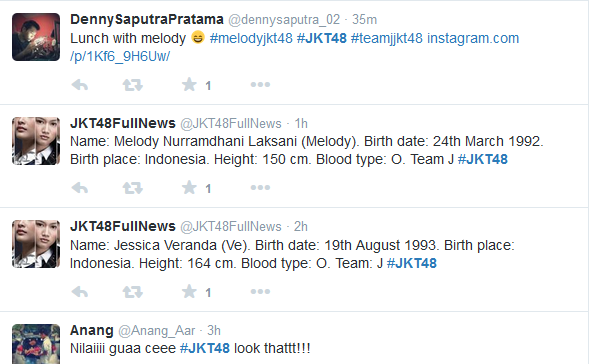 DennySaputraPratama @dennysaputra_02 · 35m
Lunch with melody 😄 #melodyjkt48 #JKT48 #teamjjkt48 instagram.com
/p/1Kf6_9H6Uw/
1
JKT48FullNews @JKT48FullNews · 1h
Name: Melody Nurramdhani Laksani (Melody). Birth date: 24th March 1992.
Birth place: Indonesia. Height: 150 cm. Blood type: O. Team J #JKT48
1
JKT48FullNews @JKT48FullNews · 2h
Name: Jessica Veranda (Ve). Birth date: 19th August 1993. Birth place:
Indonesia. Height: 164 cm. Blood type: O. Team: J #JKT48
1
Anang @Anang_Aar · 3h
Nilaiiii guaa ceee #JKT48 look thattt!!!